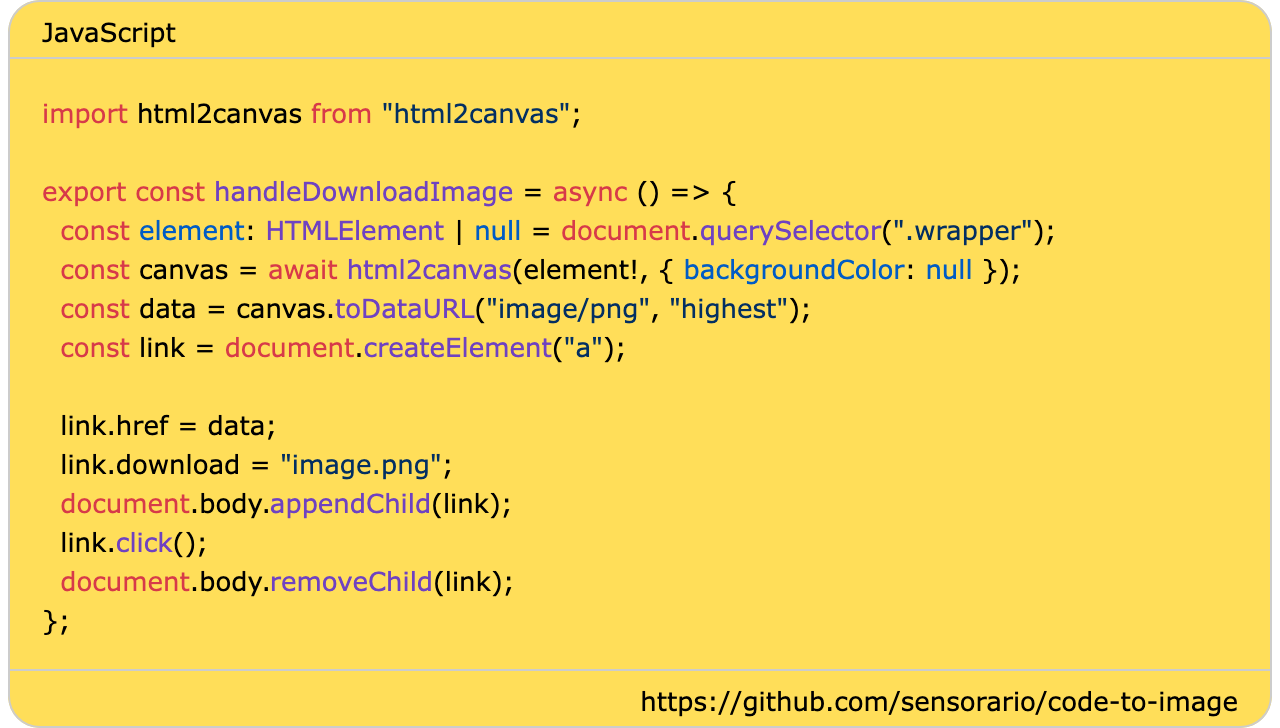 JavaScript
import html2canvas from "html2canvas";
export const handleDownloadImage = async () => {
  const element: HTMLElement | null = document.querySelector(".wrapper");
  const canvas = await html2canvas(element!, { backgroundColor: null });
  const data = canvas.toDataURL("image/png", "highest");
  const link = document.createElement("a");
  link.href = data;
  link.download = "image.png";
  document.body.appendChild(link);
  link.click();
  document.body.removeChild(link);
};
https://github.com/sensorario/code-to-image